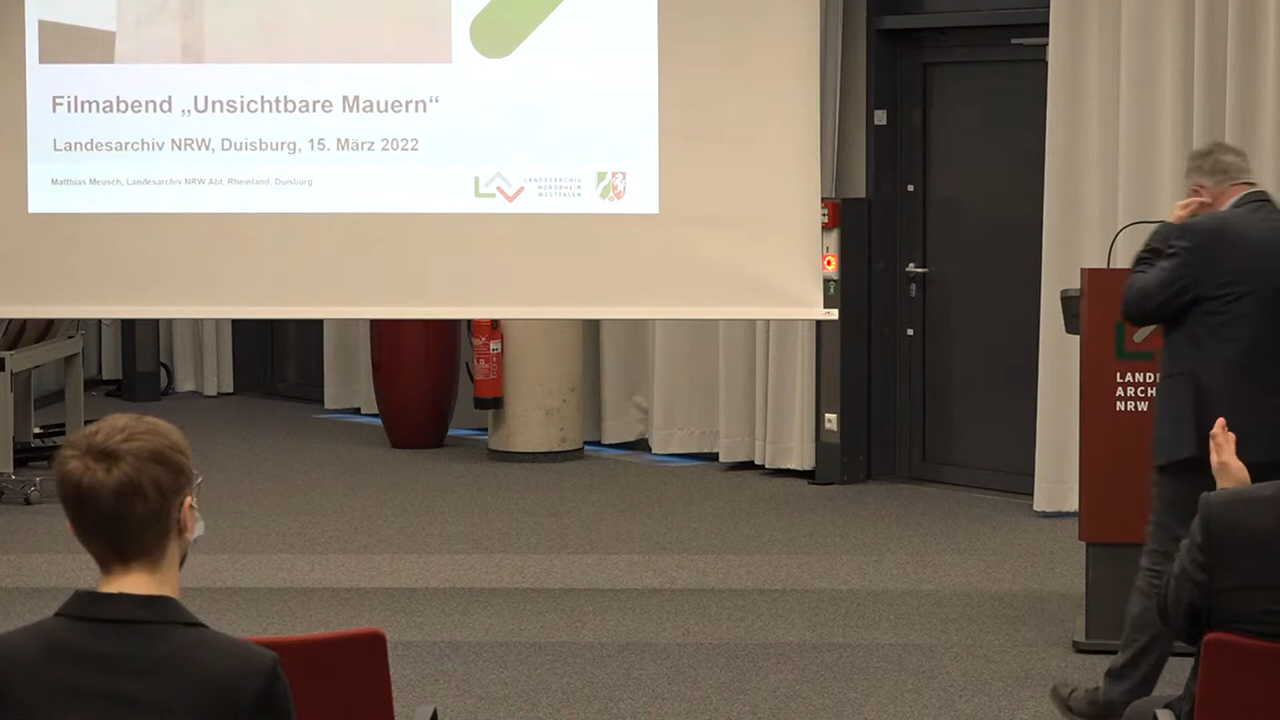 Filmabend „Unsichtbare Mauern“
Landesarchiv NRW, Duisburg, 15. März 2022
Matthias Meusch, Landesarchiv NRW Abt. Rheinland, Duisburg
LANDESARCHIV
NORDRHEIN
WESTFALEN
LANDE
ARCH
NRW